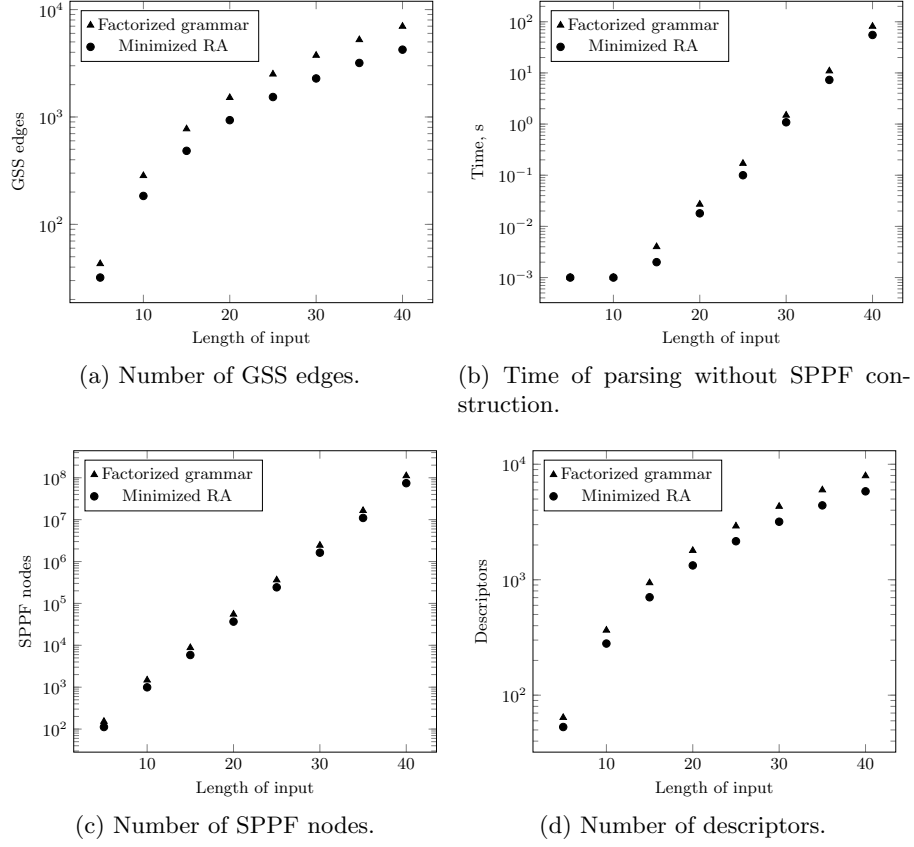 Factorized grammar
Minimized RA
10^3
10^4
10^2
10 20 30 40
GSS edges
Length of input
(a) Number of GSS edges.
Factorized grammar
Minimized RA
10^2
10^1
10^0
10^{-1}
10^{-2}
10^{-3}
10 20 30 40
Time, s
Length of input
(b) Time of parsing without SPPF con-
struction.
Factorized grammar
Minimized RA
10^8
10^7
10^6
10^5
10^4
10^3
10^2
10 20 30 40
SPPF nodes
Length of input
(c) Number of SPPF nodes.
Factorized grammar
Minimized RA
10^4
10^3
10^2
10 20 30 40
Descriptors
Length of input
(d) Number of descriptors.